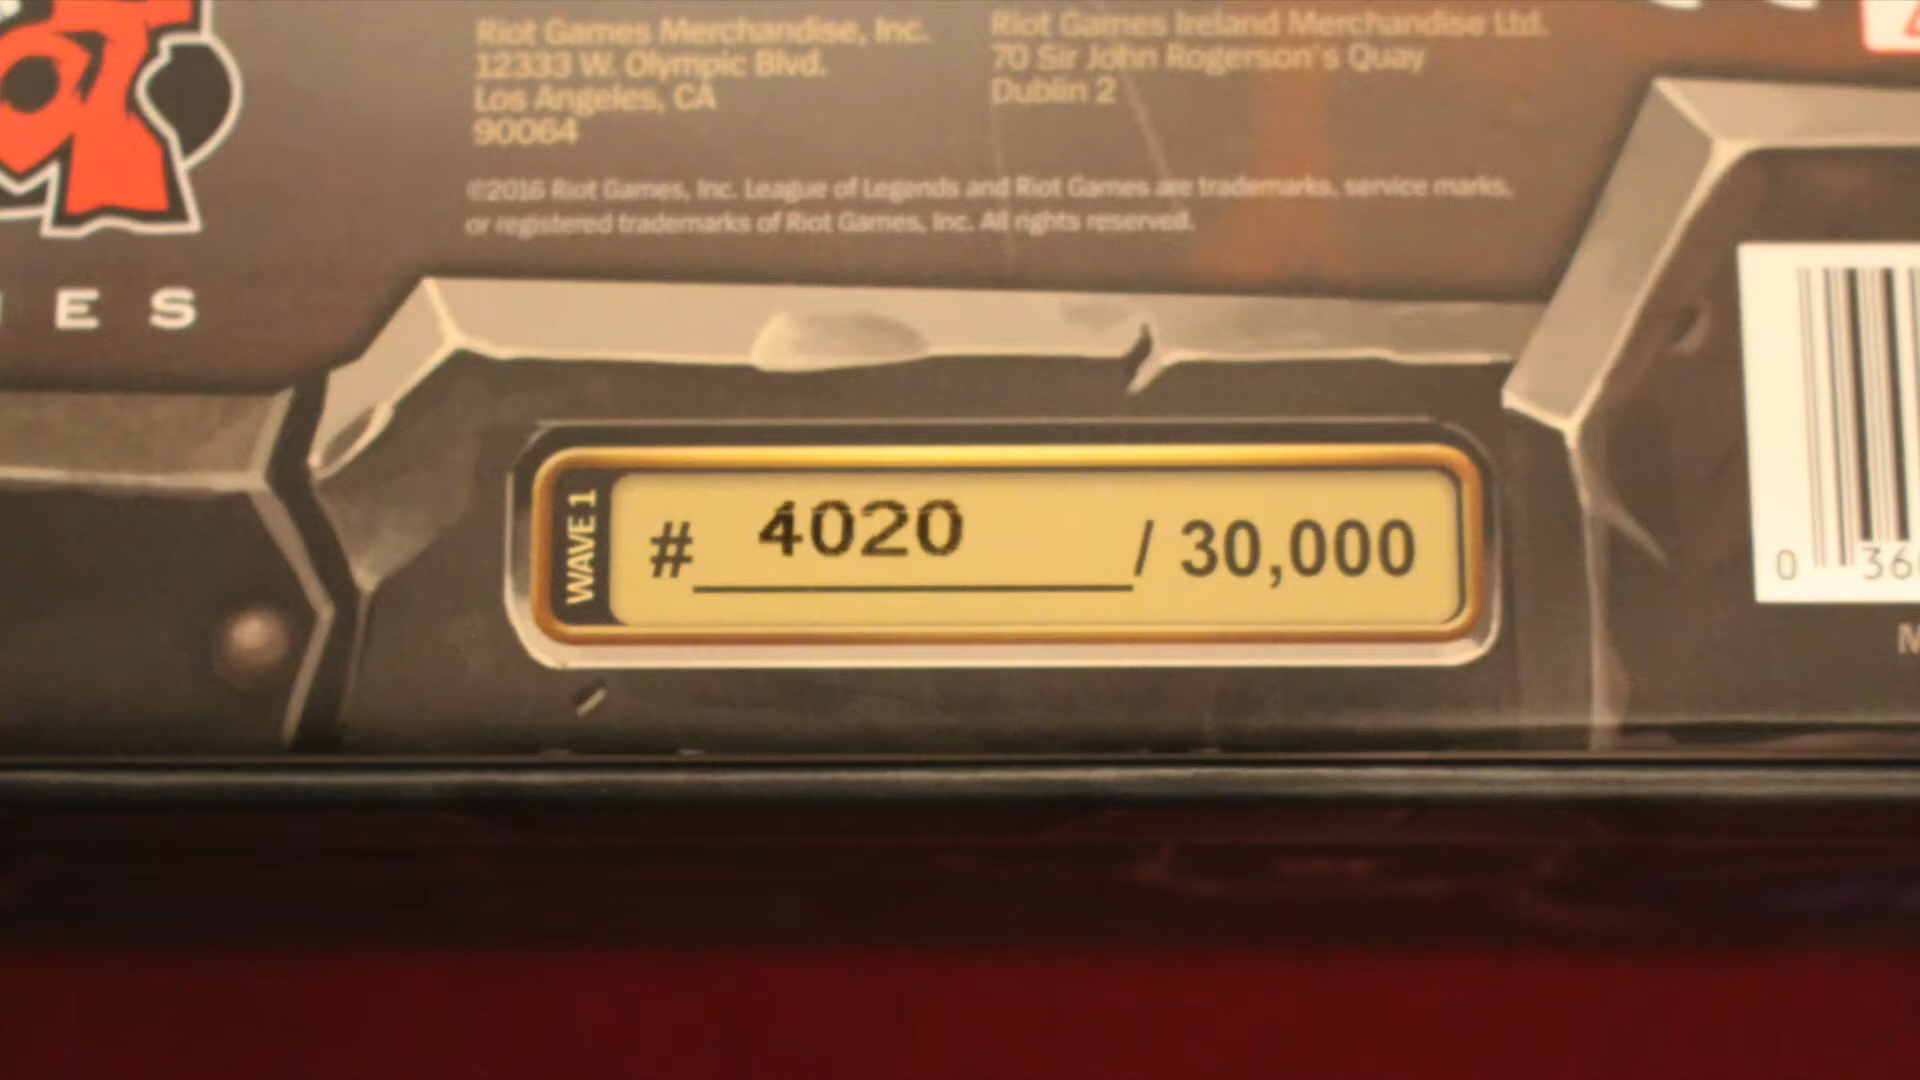 Riot Games Merchandise, Inc.
12333 W. Olympic Blvd.
Los Angeles, CA
90064
Riot Games Ireland Merchandise Ltd.
70 Sir John Rogerson's Quay
Dublin 2
©2016 Riot Games, Inc. League of Legends and Riot Games are trademarks, service marks,
or registered trademarks of Riot Games, Inc. All rights reserved.
ES
WAVE 1
# 4020 / 30,000
0 36